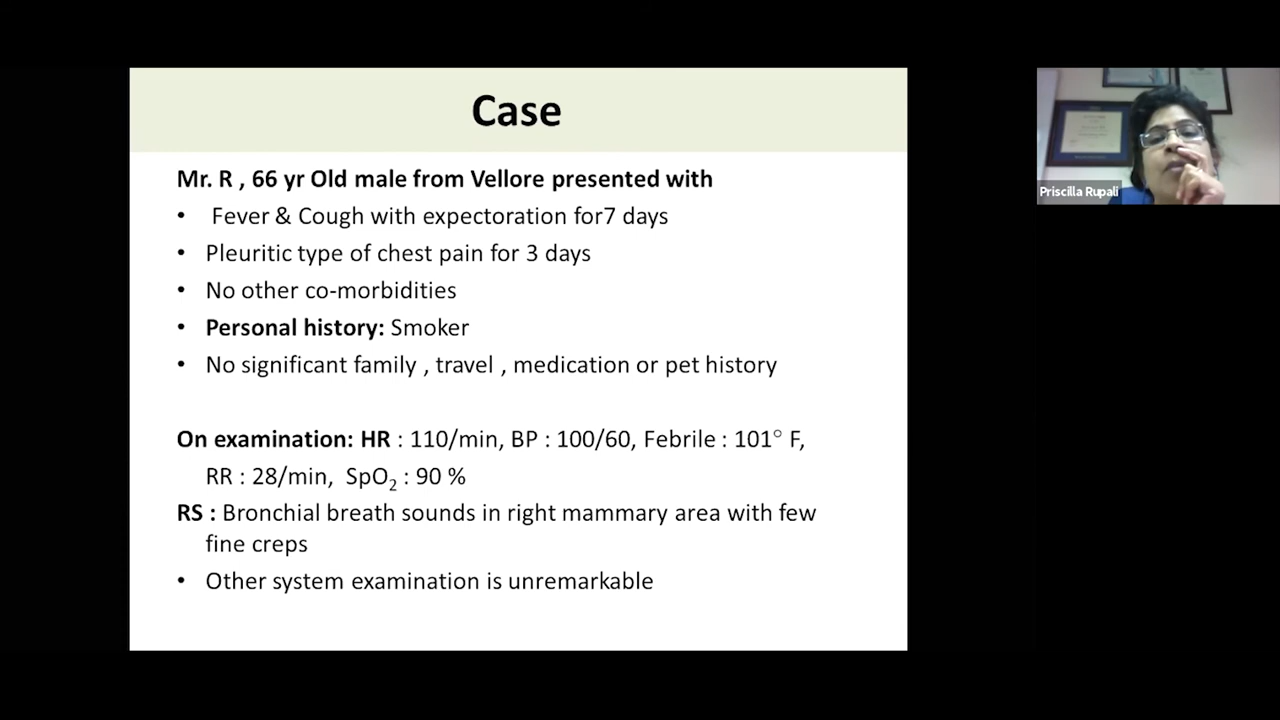 Case
Mr. R , 66 yr Old male from Vellore presented with
• Fever & Cough with expectoration for7 days
• Pleuritic type of chest pain for 3 days
• No other co-morbidities
• Personal history: Smoker
• No significant family , travel , medication or pet history
On examination: HR : 110/min, BP : 100/60, Febrile : 101° F,
RR : 28/min, SpO₂ : 90 %
RS : Bronchial breath sounds in right mammary area with few
fine creps
• Other system examination is unremarkable
Priscilla Rupali